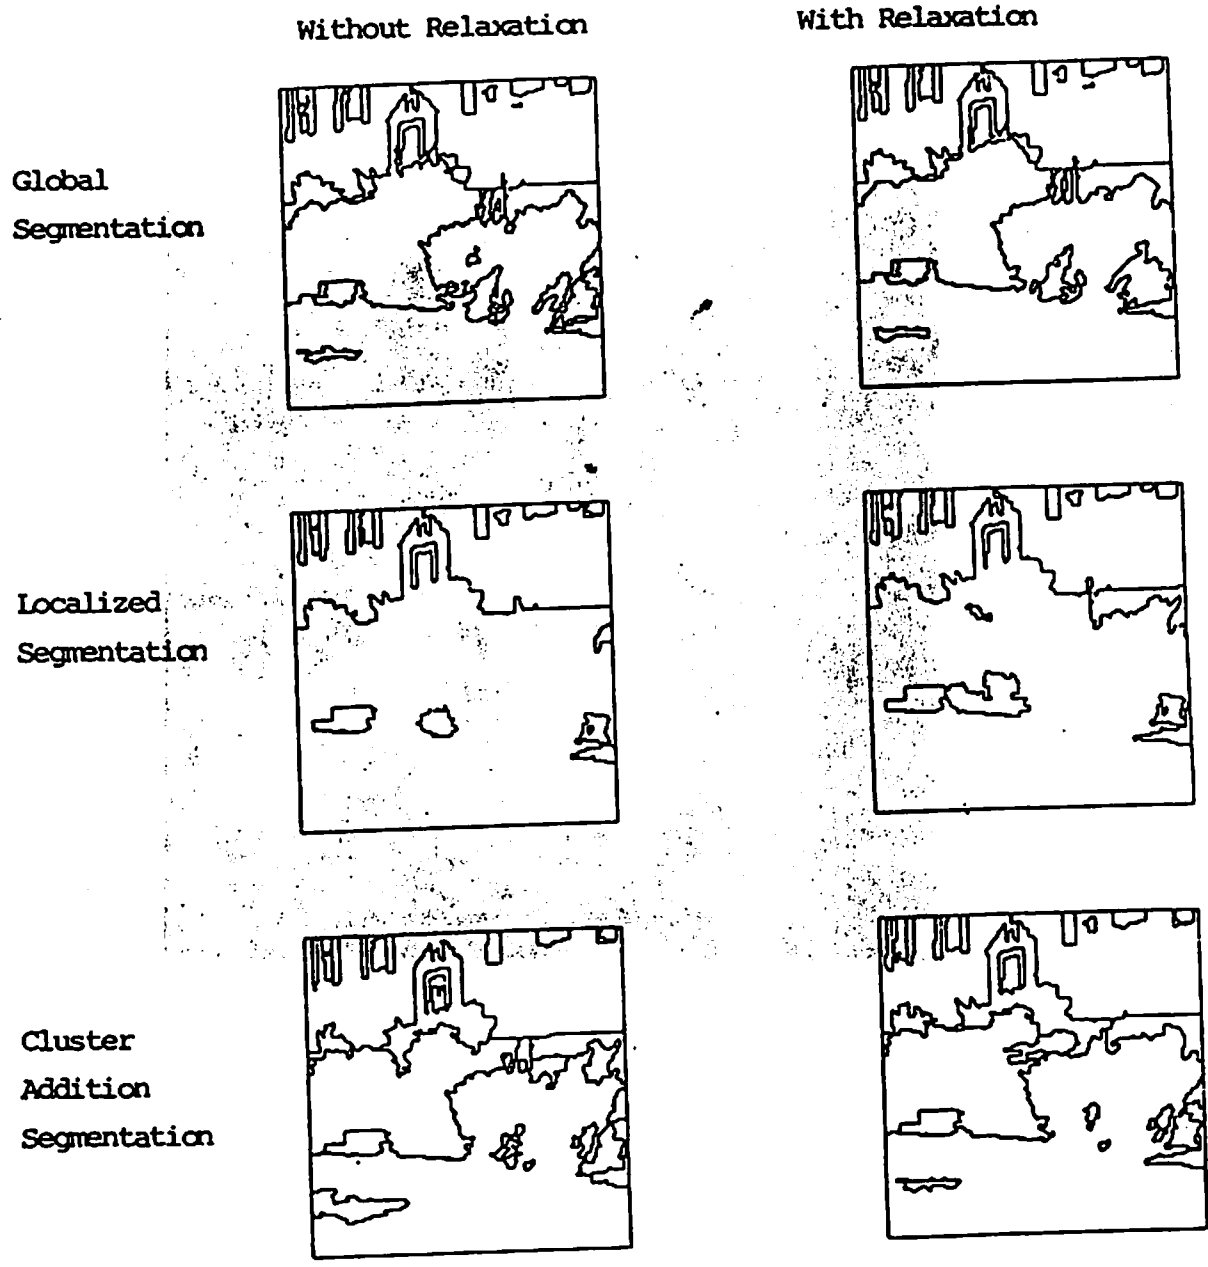 Without Relaxation
With Relaxation
Global
Segmentation
Localized
Segmentation
Cluster
Addition
Segmentation